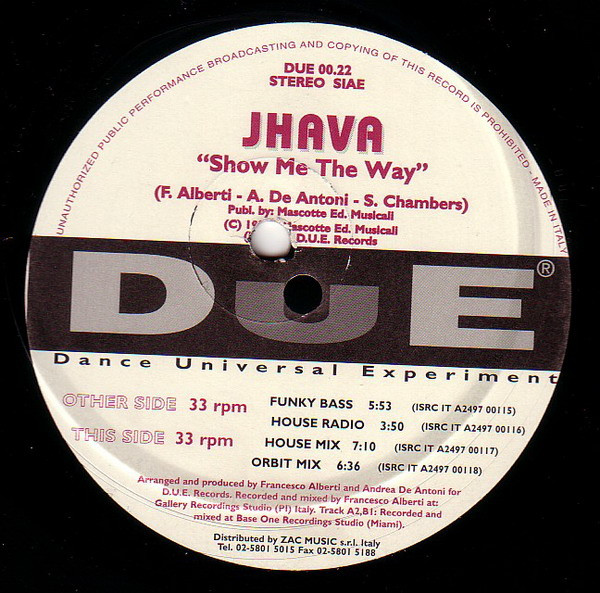 UNAUTHORIZED PUBLIC PERFORMANCE BROADCASTING AND COPYING OF THIS RECORD IS PROHIBITED - MADE IN ITALY
DUE 00.22
STEREO SIAE
JHAVA
“Show Me The Way”
(F. Alberti - A. De Antoni - S. Chambers)
Publ. by: Mascotte Ed. Musicali
(C) Mascotte Ed. Musicali
D.U.E. Records
DUE®
Dance Universal Experiment
OTHER SIDE 33 rpm
THIS SIDE 33 rpm
FUNKY BASS 5:53 (ISRC IT A2497 00115)
HOUSE RADIO 3:50 (ISRC IT A2497 00116)
HOUSE MIX 7:10 (ISRC IT A2497 00117)
ORBIT MIX 6:36 (ISRC IT A2497 00118)
Arranged and produced by Francesco Alberti and Andrea De Antoni for
D.U.E. Records. Recorded and mixed by Francesco Alberti at:
Gallery Recordings Studio (PI) Italy. Track A2,B1: Recorded and
mixed at Base One Recordings Studio (Miami).
Distributed by ZAC MUSIC s.r.l. Italy
Tel. 02-5801 5015 Fax 02-5801 5188